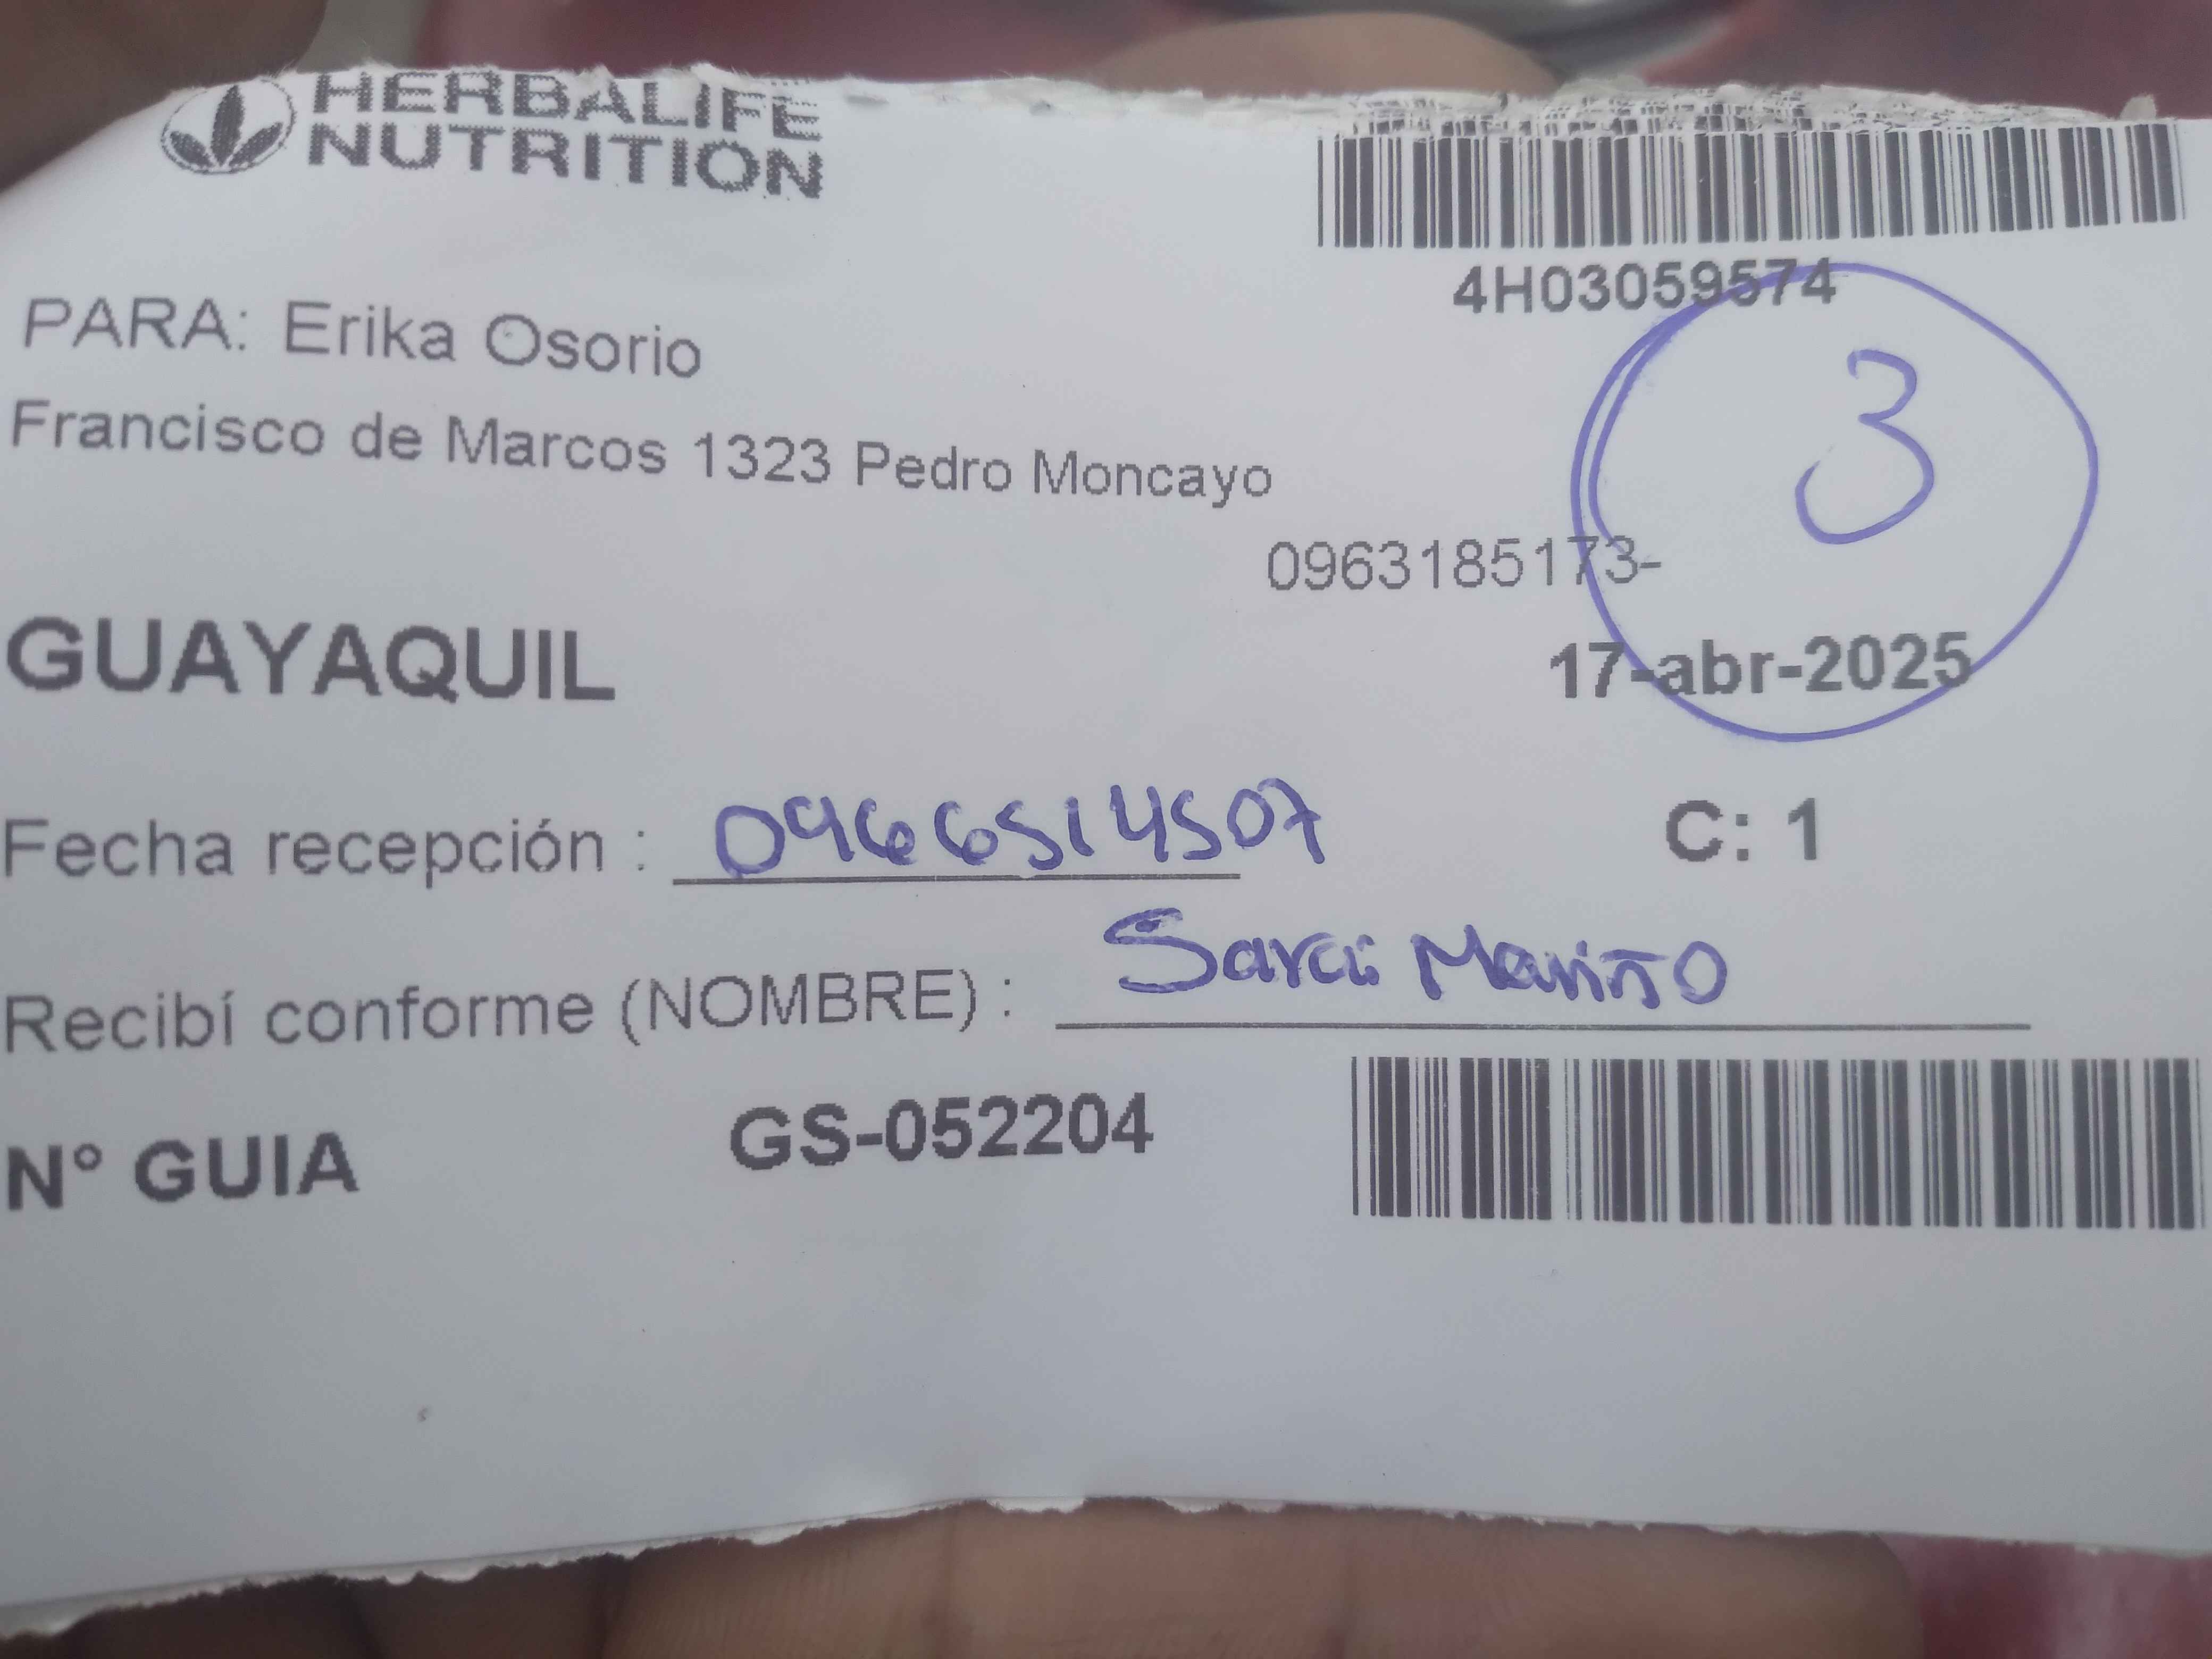 HERBALIFE
NUTRITION
4H03059574
3
PARA: Erika Osorio
Francisco de Marcos 1323 Pedro Moncayo
0963185173-
GUAYAQUIL
17-abr-2025
Fecha recepción : 0966514507
C: 1
Recibí conforme (NOMBRE) : Sarai Mariño
N° GUIA GS-052204